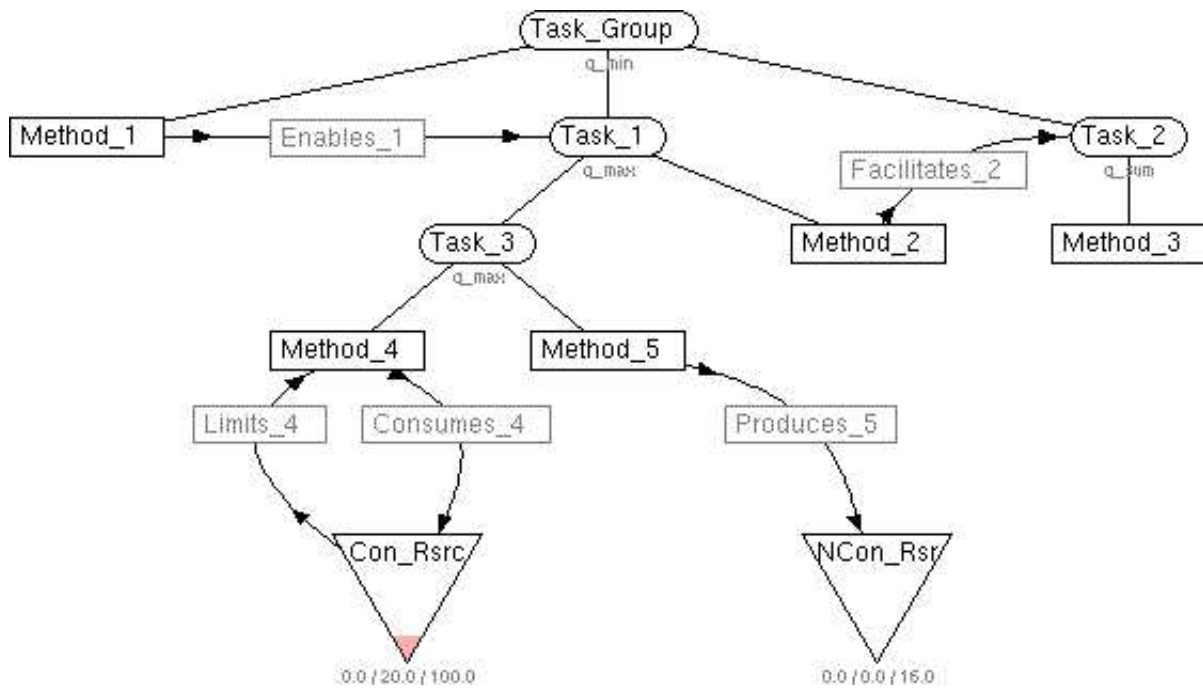 Task_Group
q_min
Method_1
Enables_1
Task_1
q_max
Facilitates_2
Task_2
q_sum
Task_3
q_max
Method_2
Method_3
Method_4
Method_5
Limits_4
Consumes_4
Produces_5
Con_Rsrc
NCon_Rsr
0.0 / 20.0 / 100.0
0.0 / 0.0 / 16.0